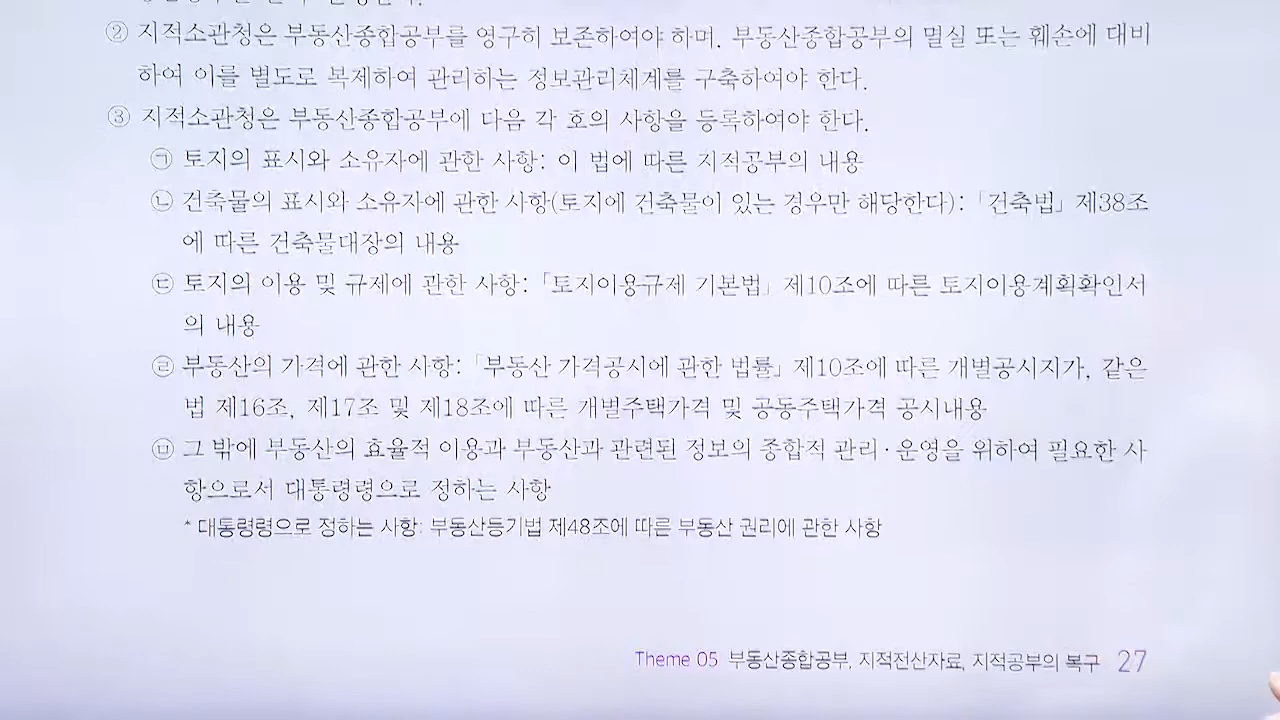 ② 지적소관청은 부동산종합공부를 영구히 보존하여야 하며, 부동산종합공부의 멸실 또는 훼손에 대비
하여 이를 별도로 복제하여 관리하는 정보관리체계를 구축하여야 한다.
③ 지적소관청은 부동산종합공부에 다음 각 호의 사항을 등록하여야 한다.
㉠ 토지의 표시와 소유자에 관한 사항: 이 법에 따른 지적공부의 내용
㉡ 건축물의 표시와 소유자에 관한 사항(토지에 건축물이 있는 경우만 해당한다):「건축법」제38조
에 따른 건축물대장의 내용
㉢ 토지의 이용 및 규제에 관한 사항:「토지이용규제 기본법」제10조에 따른 토지이용계획확인서
의 내용
㉣ 부동산의 가격에 관한 사항:「부동산 가격공시에 관한 법률」제10조에 따른 개별공시지가, 같은
법 제16조, 제17조 및 제18조에 따른 개별주택가격 및 공동주택가격 공시내용
㉤ 그 밖에 부동산의 효율적 이용과 부동산과 관련된 정보의 종합적 관리·운영을 위하여 필요한 사
항으로서 대통령령으로 정하는 사항
* 대통령령으로 정하는 사항: 부동산등기법 제48조에 따른 부동산 권리에 관한 사항
Theme 05 부동산종합공부, 지적전산자료, 지적공부의 복구 27